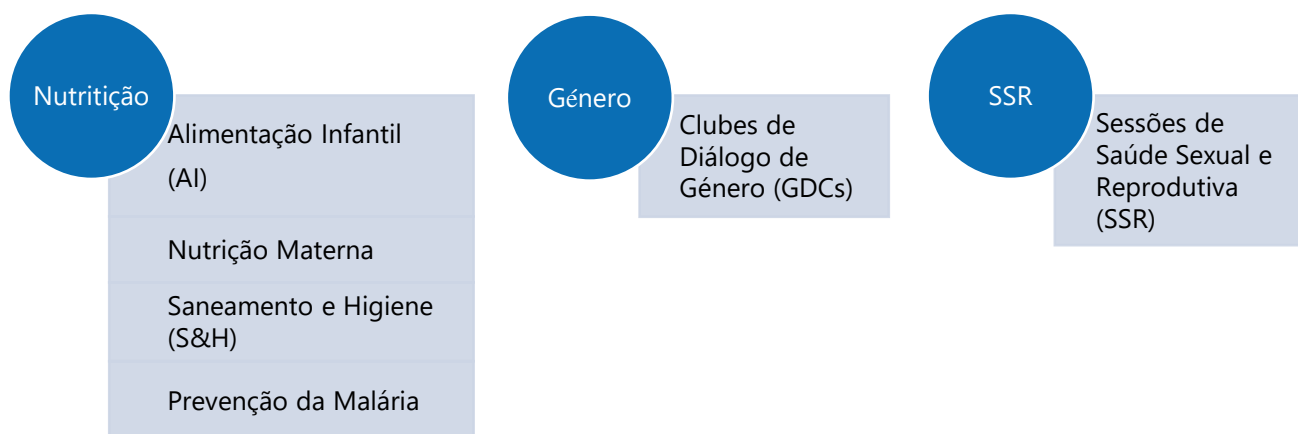 Nutritição
Alimentação Infantil
(AI)
Nutrição Materna
Saneamento e Higiene
(S&H)
Prevenção da Malária
Género
Clubes de
Diálogo de
Género (GDCs)
SSR
Sessões de
Saúde Sexual e
Reprodutiva
(SSR)